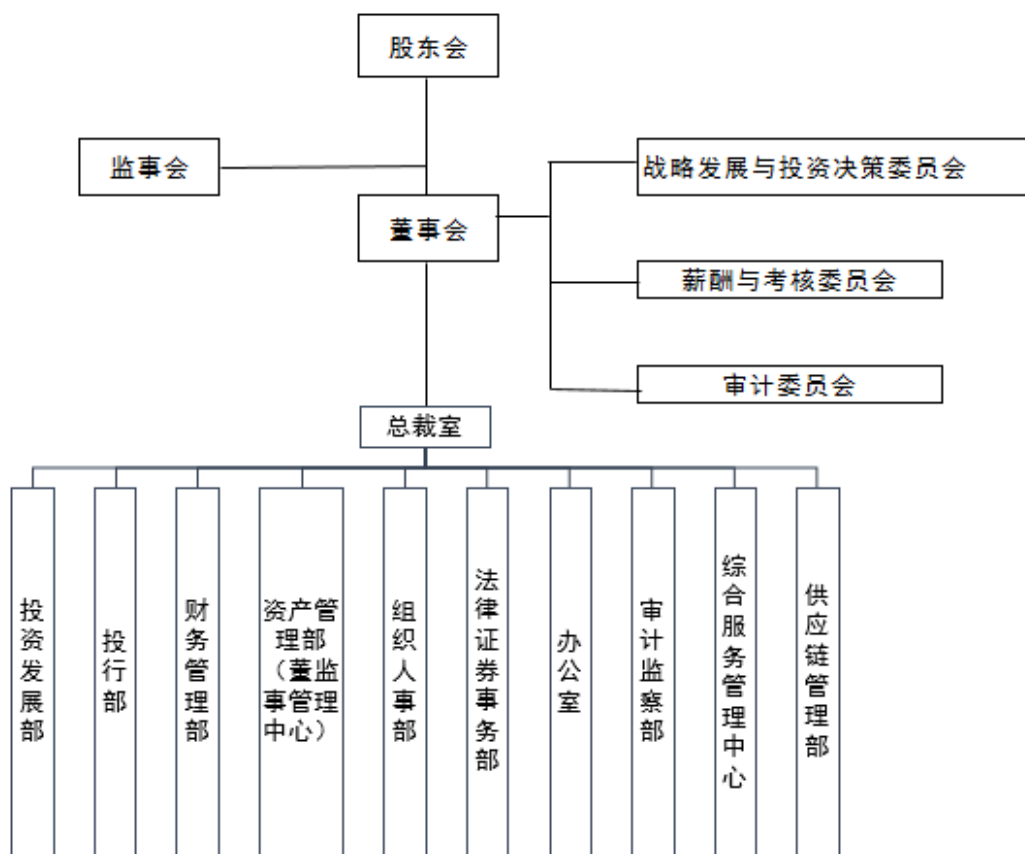 股东会
监事会
战略发展与投资决策委员会
董事会
薪酬与考核委员会
审计委员会
总裁室
投资发展部
投行部
财务管理部
资产管
理部
（董监
事管理
中心）
组织人事部
法律证券事务部
办公室
审计监察部
综合服务管理中心
供应链管理部